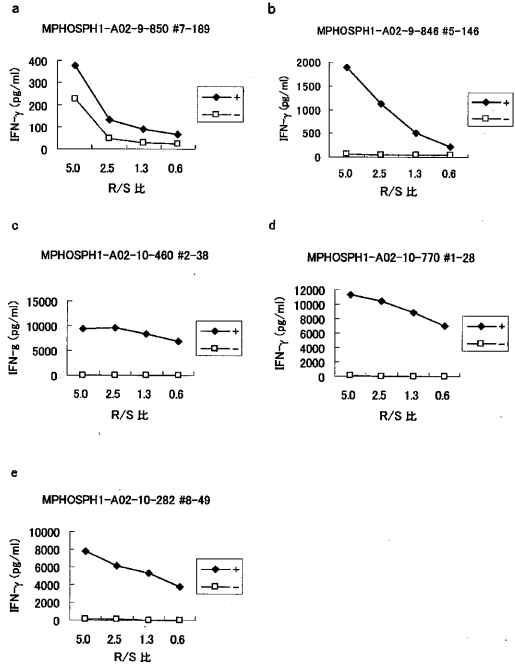 a
MPHOSPH1-A02-9-850 #7-189
IFN-γ (pg/ml)
400
300
200
100
0
5.0 2.5 1.3 0.6
R/S 比
+
−
b
MPHOSPH1-A02-9-846 #5-146
IFN-γ (pg/ml)
2000
1500
1000
500
0
5.0 2.5 1.3 0.6
R/S 比
+
−
c
MPHOSPH1-A02-10-460 #2-38
IFN-g (pg/ml)
15000
10000
5000
0
5.0 2.5 1.3 0.6
R/S 比
+
−
d
MPHOSPH1-A02-10-770 #1-28
IFN-γ (pg/ml)
12000
10000
8000
6000
4000
2000
0
5.0 2.5 1.3 0.6
R/S 比
+
−
e
MPHOSPH1-A02-10-282 #8-49
IFN-γ (pg/ml)
10000
8000
6000
4000
2000
0
5.0 2.5 1.3 0.6
R/S 比
+
−